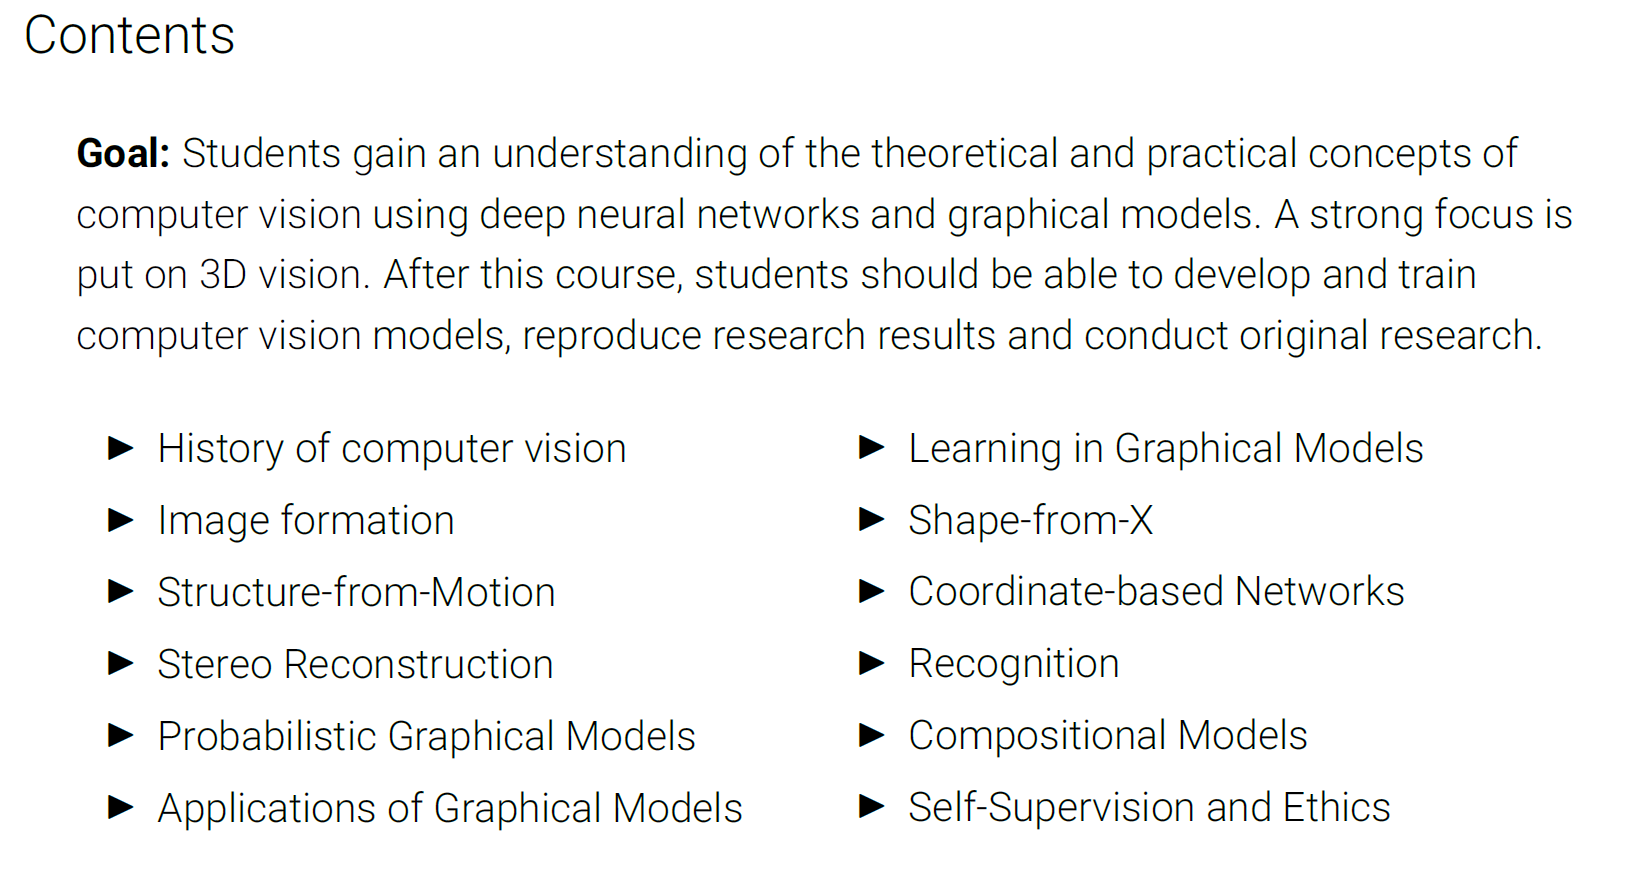 Contents
Goal: Students gain an understanding of the theoretical and practical concepts of
computer vision using deep neural networks and graphical models. A strong focus is
put on 3D vision. After this course, students should be able to develop and train
computer vision models, reproduce research results and conduct original research.
► History of computer vision
► Image formation
► Structure-from-Motion
► Stereo Reconstruction
► Probabilistic Graphical Models
► Applications of Graphical Models
► Learning in Graphical Models
► Shape-from-X
► Coordinate-based Networks
► Recognition
► Compositional Models
► Self-Supervision and Ethics